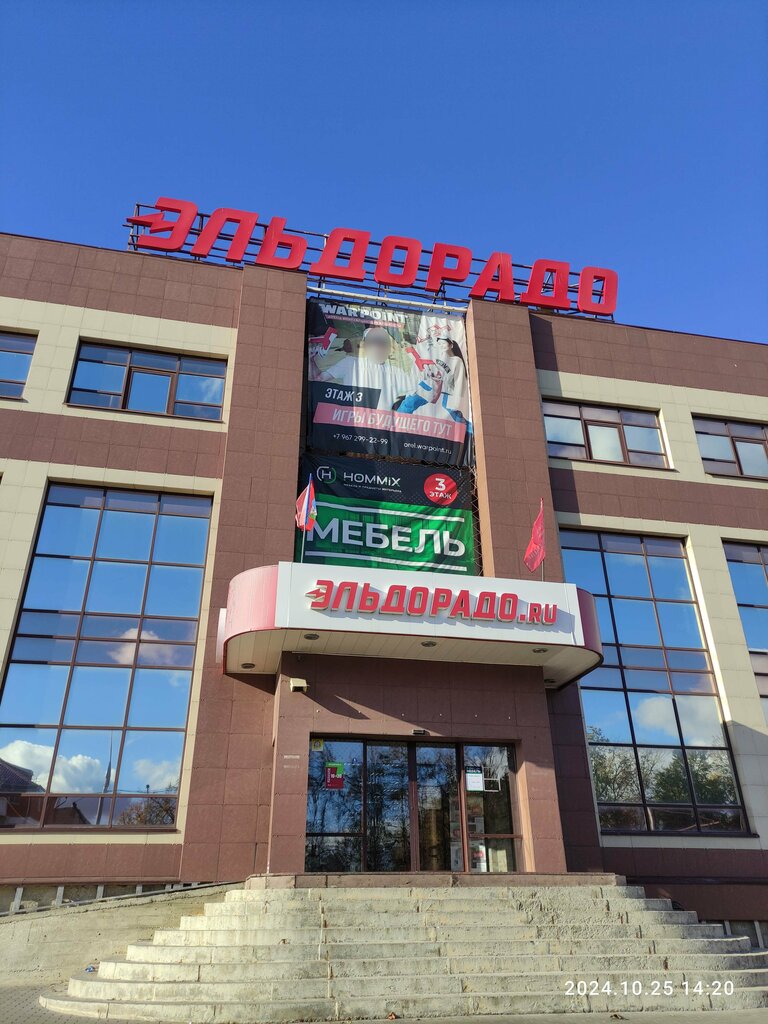 ЭЛЬДОРАДО
WARPOINT
ЭТАЖ 3
ИГРЫ БУДУЩЕГО ТУТ
+7 967 299-22-99 orel.warpoint.ru
HOMMiX
3
ЭТАЖ
МЕБЕЛЬ
ЭЛЬДОРАДО.RU
2024.10.25 14:20